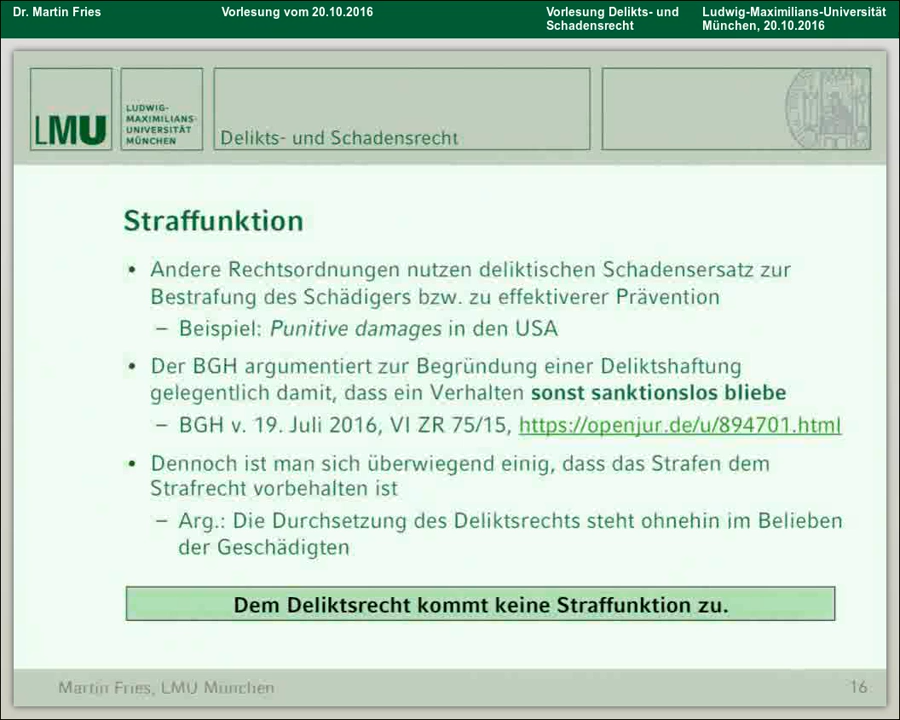 Dr. Martin Fries
Vorlesung vom 20.10.2016
Vorlesung Delikts- und
Schadensrecht
Ludwig-Maximilians-Universität
München, 20.10.2016
LMU
LUDWIG-
MAXIMILIANS-
UNIVERSITÄT
MÜNCHEN
Delikts- und Schadensrecht
Straffunktion
• Andere Rechtsordnungen nutzen deliktischen Schadensersatz zur
Bestrafung des Schädigers bzw. zu effektiverer Prävention
– Beispiel: Punitive damages in den USA
• Der BGH argumentiert zur Begründung einer Deliktshaftung
gelegentlich damit, dass ein Verhalten sonst sanktionslos bliebe
– BGH v. 19. Juli 2016, VI ZR 75/15, https://openjur.de/u/894701.html
• Dennoch ist man sich überwiegend einig, dass das Strafen dem
Strafrecht vorbehalten ist
– Arg.: Die Durchsetzung des Deliktsrechts steht ohnehin im Belieben
der Geschädigten
Dem Deliktsrecht kommt keine Straffunktion zu.
Martin Fries, LMU München
16